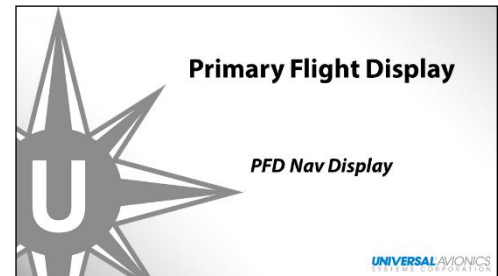 Primary Flight Display
PFD Nav Display
U
UNIVERSAL AVIONICS
SYSTEMS CORPORATION